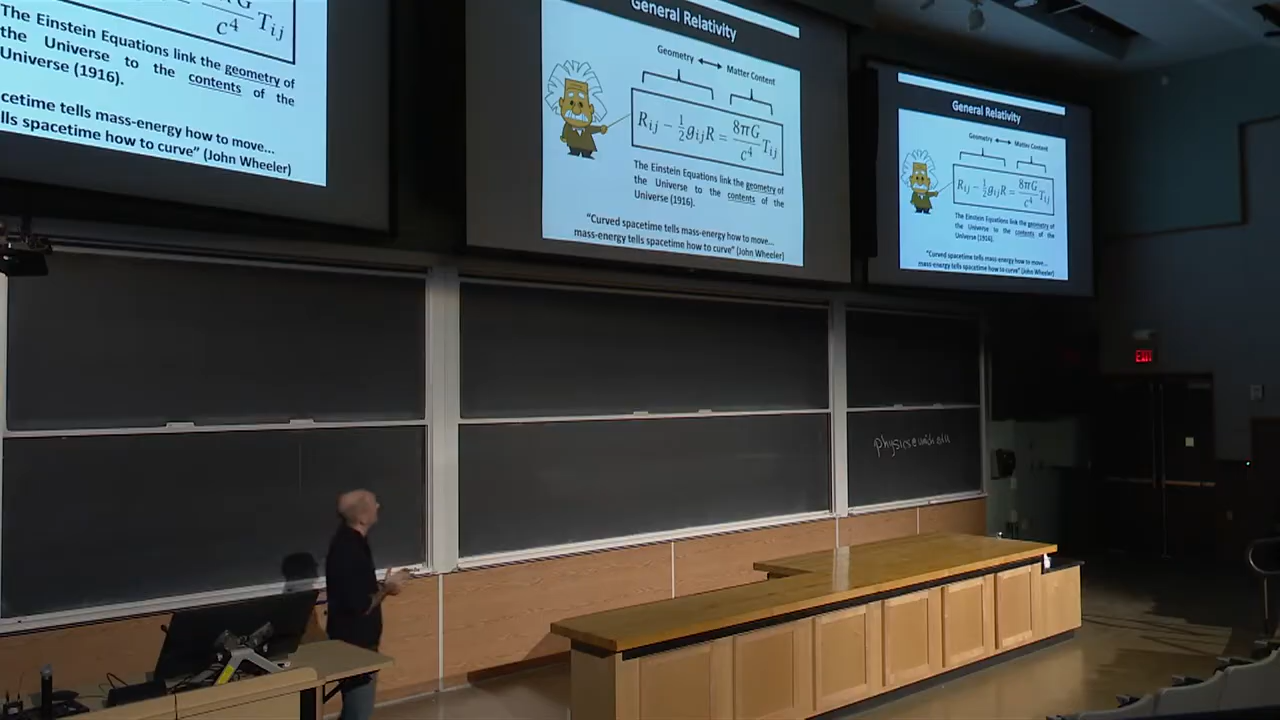 πG
c⁴ Tᵢⱼ
The Einstein Equations link the geometry of
the Universe to the contents of the
Universe (1916).
cetime tells mass-energy how to move...
lls spacetime how to curve” (John Wheeler)
General Relativity
Geometry ⟷ Matter Content
Rᵢⱼ − ½gᵢⱼR = 8πG/c⁴ Tᵢⱼ
The Einstein Equations link the geometry of
the Universe to the contents of the
Universe (1916).
“Curved spacetime tells mass-energy how to move...
mass-energy tells spacetime how to curve” (John Wheeler)
General Relativity
Geometry ⟷ Matter Content
Rᵢⱼ − ½gᵢⱼR = 8πG/c⁴ Tᵢⱼ
The Einstein Equations link the geometry of
the Universe to the contents of the
Universe (1916).
“Curved spacetime tells mass-energy how to move...
mass-energy tells spacetime how to curve” (John Wheeler)
EXIT
physics@umich.edu